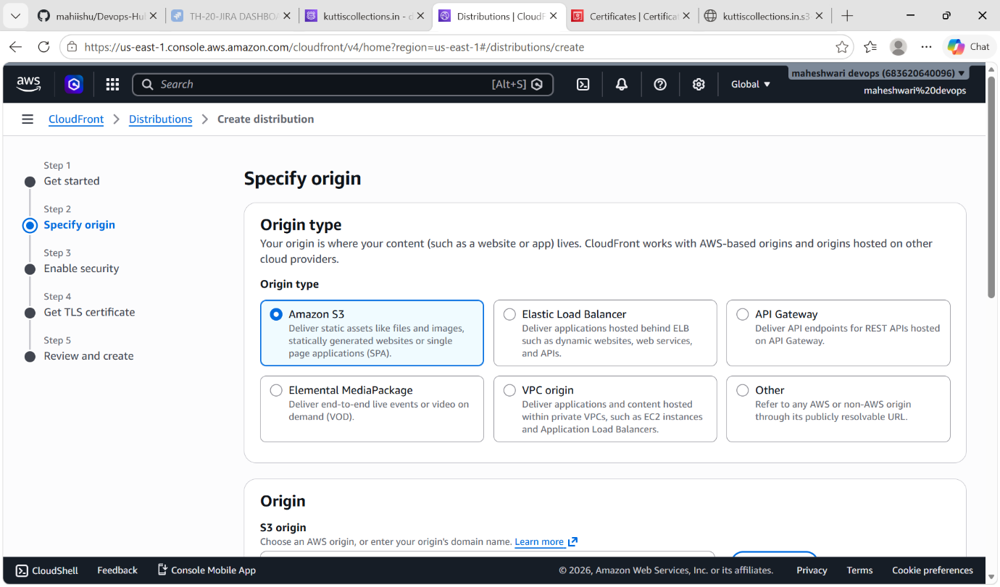 mahiishu/Devops-Hu
TH-20-JIRA DASHBOA
kuttiscollections.in - d
Distributions | CloudF
Certificates | Certifica
kuttiscollections.in.s3
https://us-east-1.console.aws.amazon.com/cloudfront/v4/home?region=us-east-1#/distributions/create
Chat
aws
Search
[Alt+S]
Global
maheshwari devops (683620640096)
maheshwari%20devops
CloudFront
Distributions
Create distribution
Step 1
Get started
Step 2
Specify origin
Step 3
Enable security
Step 4
Get TLS certificate
Step 5
Review and create
Specify origin
Origin type
Your origin is where your content (such as a website or app) lives. CloudFront works with AWS-based origins and origins hosted on other
cloud providers.
Origin type
Amazon S3
Deliver static assets like files and images,
statically generated websites or single
page applications (SPA).
Elastic Load Balancer
Deliver applications hosted behind ELB
such as dynamic websites, web services,
and APIs.
API Gateway
Deliver API endpoints for REST APIs hosted
on API Gateway.
Elemental MediaPackage
Deliver end-to-end live events or video on
demand (VOD).
VPC origin
Deliver applications and content hosted
within private VPCs, such as EC2 instances
and Application Load Balancers.
Other
Refer to any AWS or non-AWS origin
through its publicly resolvable URL.
Origin
S3 origin
Choose an AWS origin, or enter your origin's domain name. Learn more
CloudShell
Feedback
Console Mobile App
© 2026, Amazon Web Services, Inc. or its affiliates.
Privacy
Terms
Cookie preferences